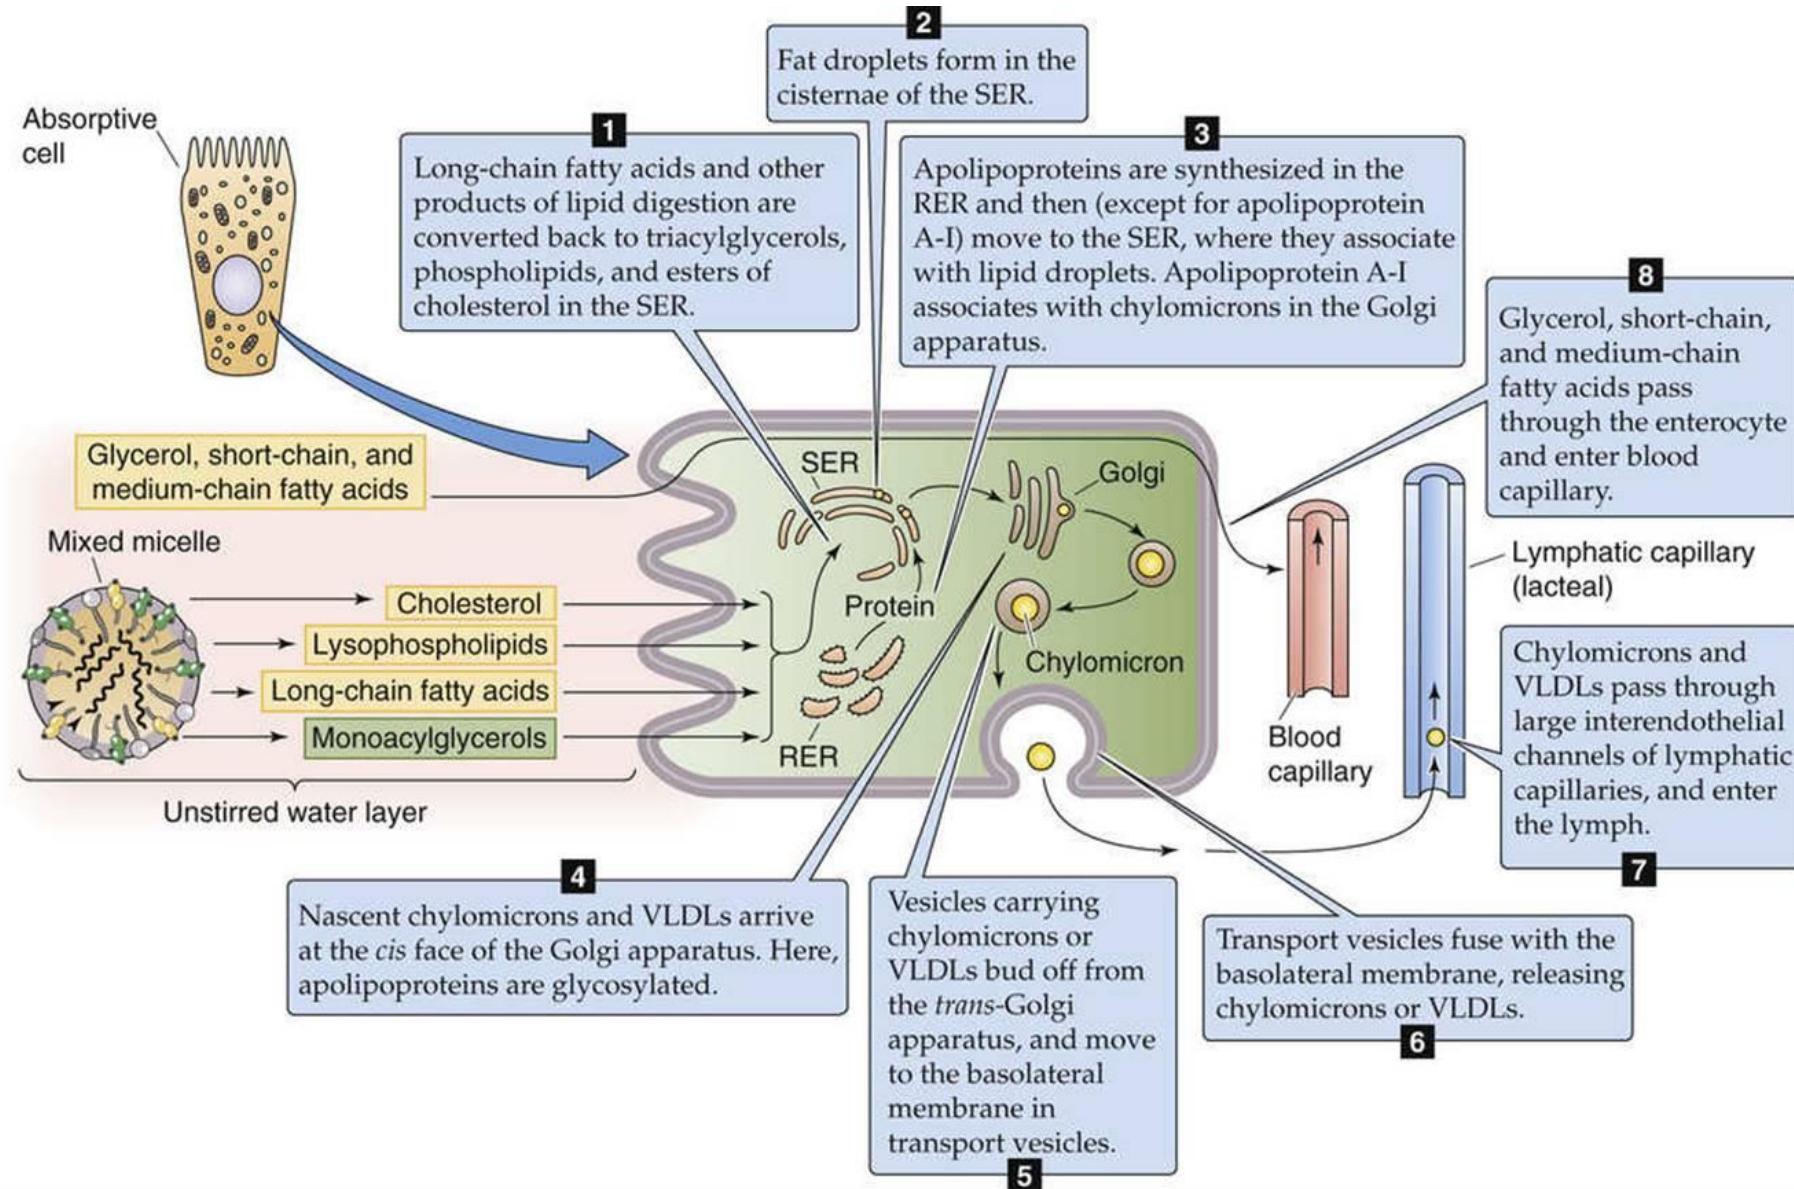 2
Fat droplets form in the
cisternae of the SER.
Absorptive
cell
1
Long-chain fatty acids and other
products of lipid digestion are
converted back to triacylglycerols,
phospholipids, and esters of
cholesterol in the SER.
3
Apolipoproteins are synthesized in the
RER and then (except for apolipoprotein
A-I) move to the SER, where they associate
with lipid droplets. Apolipoprotein A-I
associates with chylomicrons in the Golgi
apparatus.
8
Glycerol, short-chain,
and medium-chain
fatty acids pass
through the enterocyte
and enter blood
capillary.
Glycerol, short-chain, and
medium-chain fatty acids
SER
Golgi
Mixed micelle
Cholesterol
Lysophospholipids
Long-chain fatty acids
Monoacylglycerols
Protein
RER
Chylomicron
Unstirred water layer
Blood
capillary
Lymphatic capillary
(lacteal)
Chylomicrons and
VLDLs pass through
large interendothelial
channels of lymphatic
capillaries, and enter
the lymph.
7
4
Nascent chylomicrons and VLDLs arrive
at the cis face of the Golgi apparatus. Here,
apolipoproteins are glycosylated.
Vesicles carrying
chylomicrons or
VLDLs bud off from
the trans-Golgi
apparatus, and move
to the basolateral
membrane in
transport vesicles.
5
Transport vesicles fuse with the
basolateral membrane, releasing
chylomicrons or VLDLs.
6